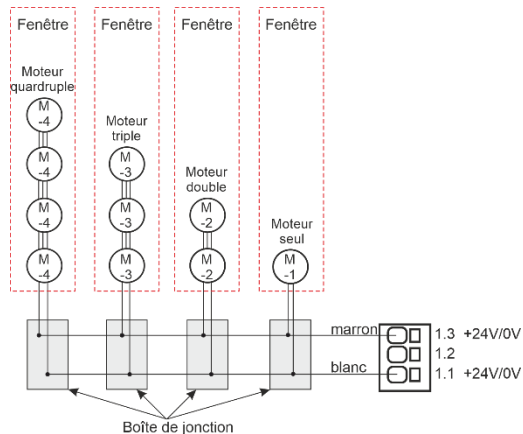 Fenêtre
Fenêtre
Fenêtre
Fenêtre
Moteur
quardruple
M
-4
M
-4
M
-4
M
-4
Moteur
triple
M
-3
M
-3
M
-3
Moteur
double
M
-2
M
-2
Moteur
seul
M
-1
marron
1.3 +24V/0V
1.2
blanc
1.1 +24V/0V
Boîte de jonction